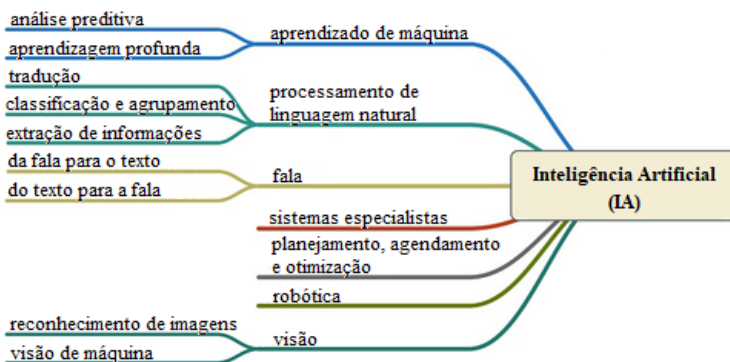 análise preditiva
aprendizagem profunda
aprendizado de máquina
tradução
classificação e agrupamento
extração de informações
processamento de
linguagem natural
da fala para o texto
do texto para a fala
fala
Inteligência Artificial
(IA)
sistemas especialistas
planejamento, agendamento
e otimização
robótica
reconhecimento de imagens
visão de máquina
visão